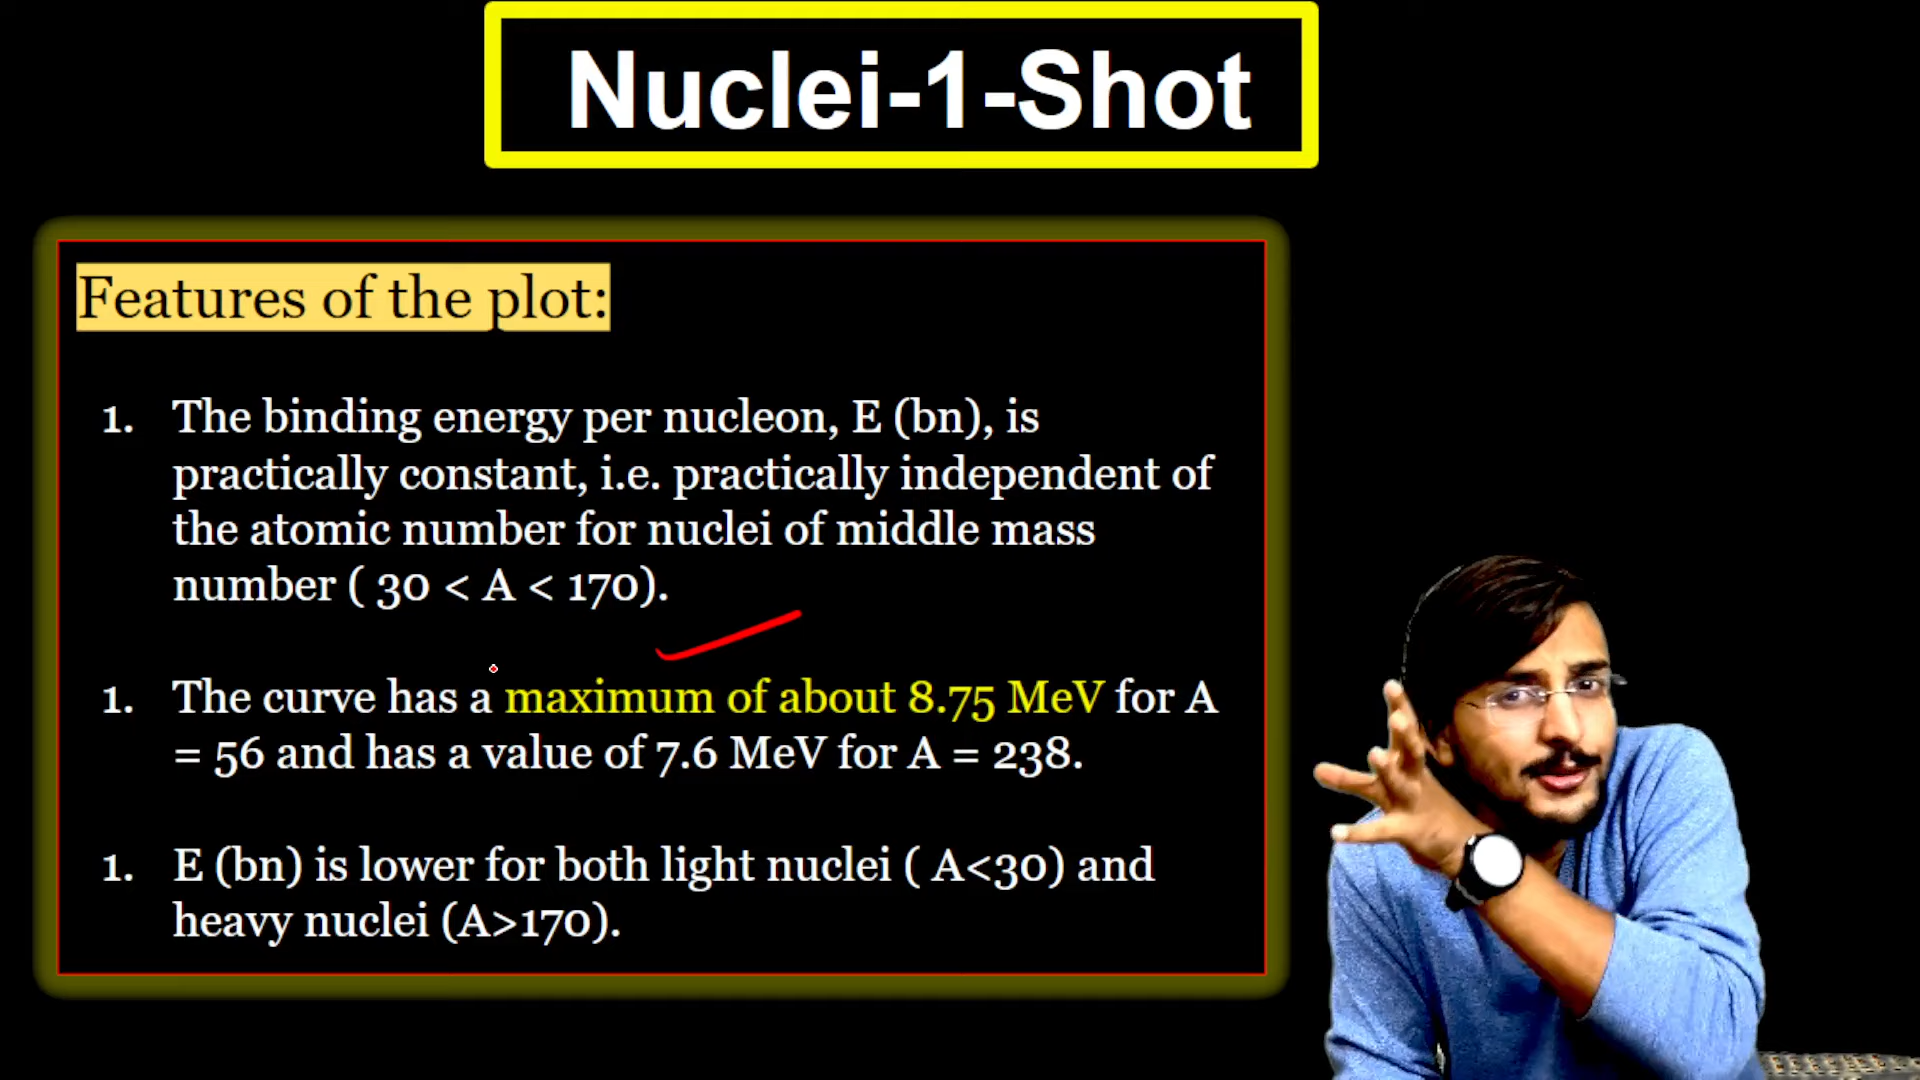 Nuclei-1-Shot
Features of the plot:
1. The binding energy per nucleon, E (bn), is
practically constant, i.e. practically independent of
the atomic number for nuclei of middle mass
number ( 30 < A < 170).
1. The curve has a maximum of about 8.75 MeV for A
= 56 and has a value of 7.6 MeV for A = 238.
1. E (bn) is lower for both light nuclei ( A<30) and
heavy nuclei (A>170).